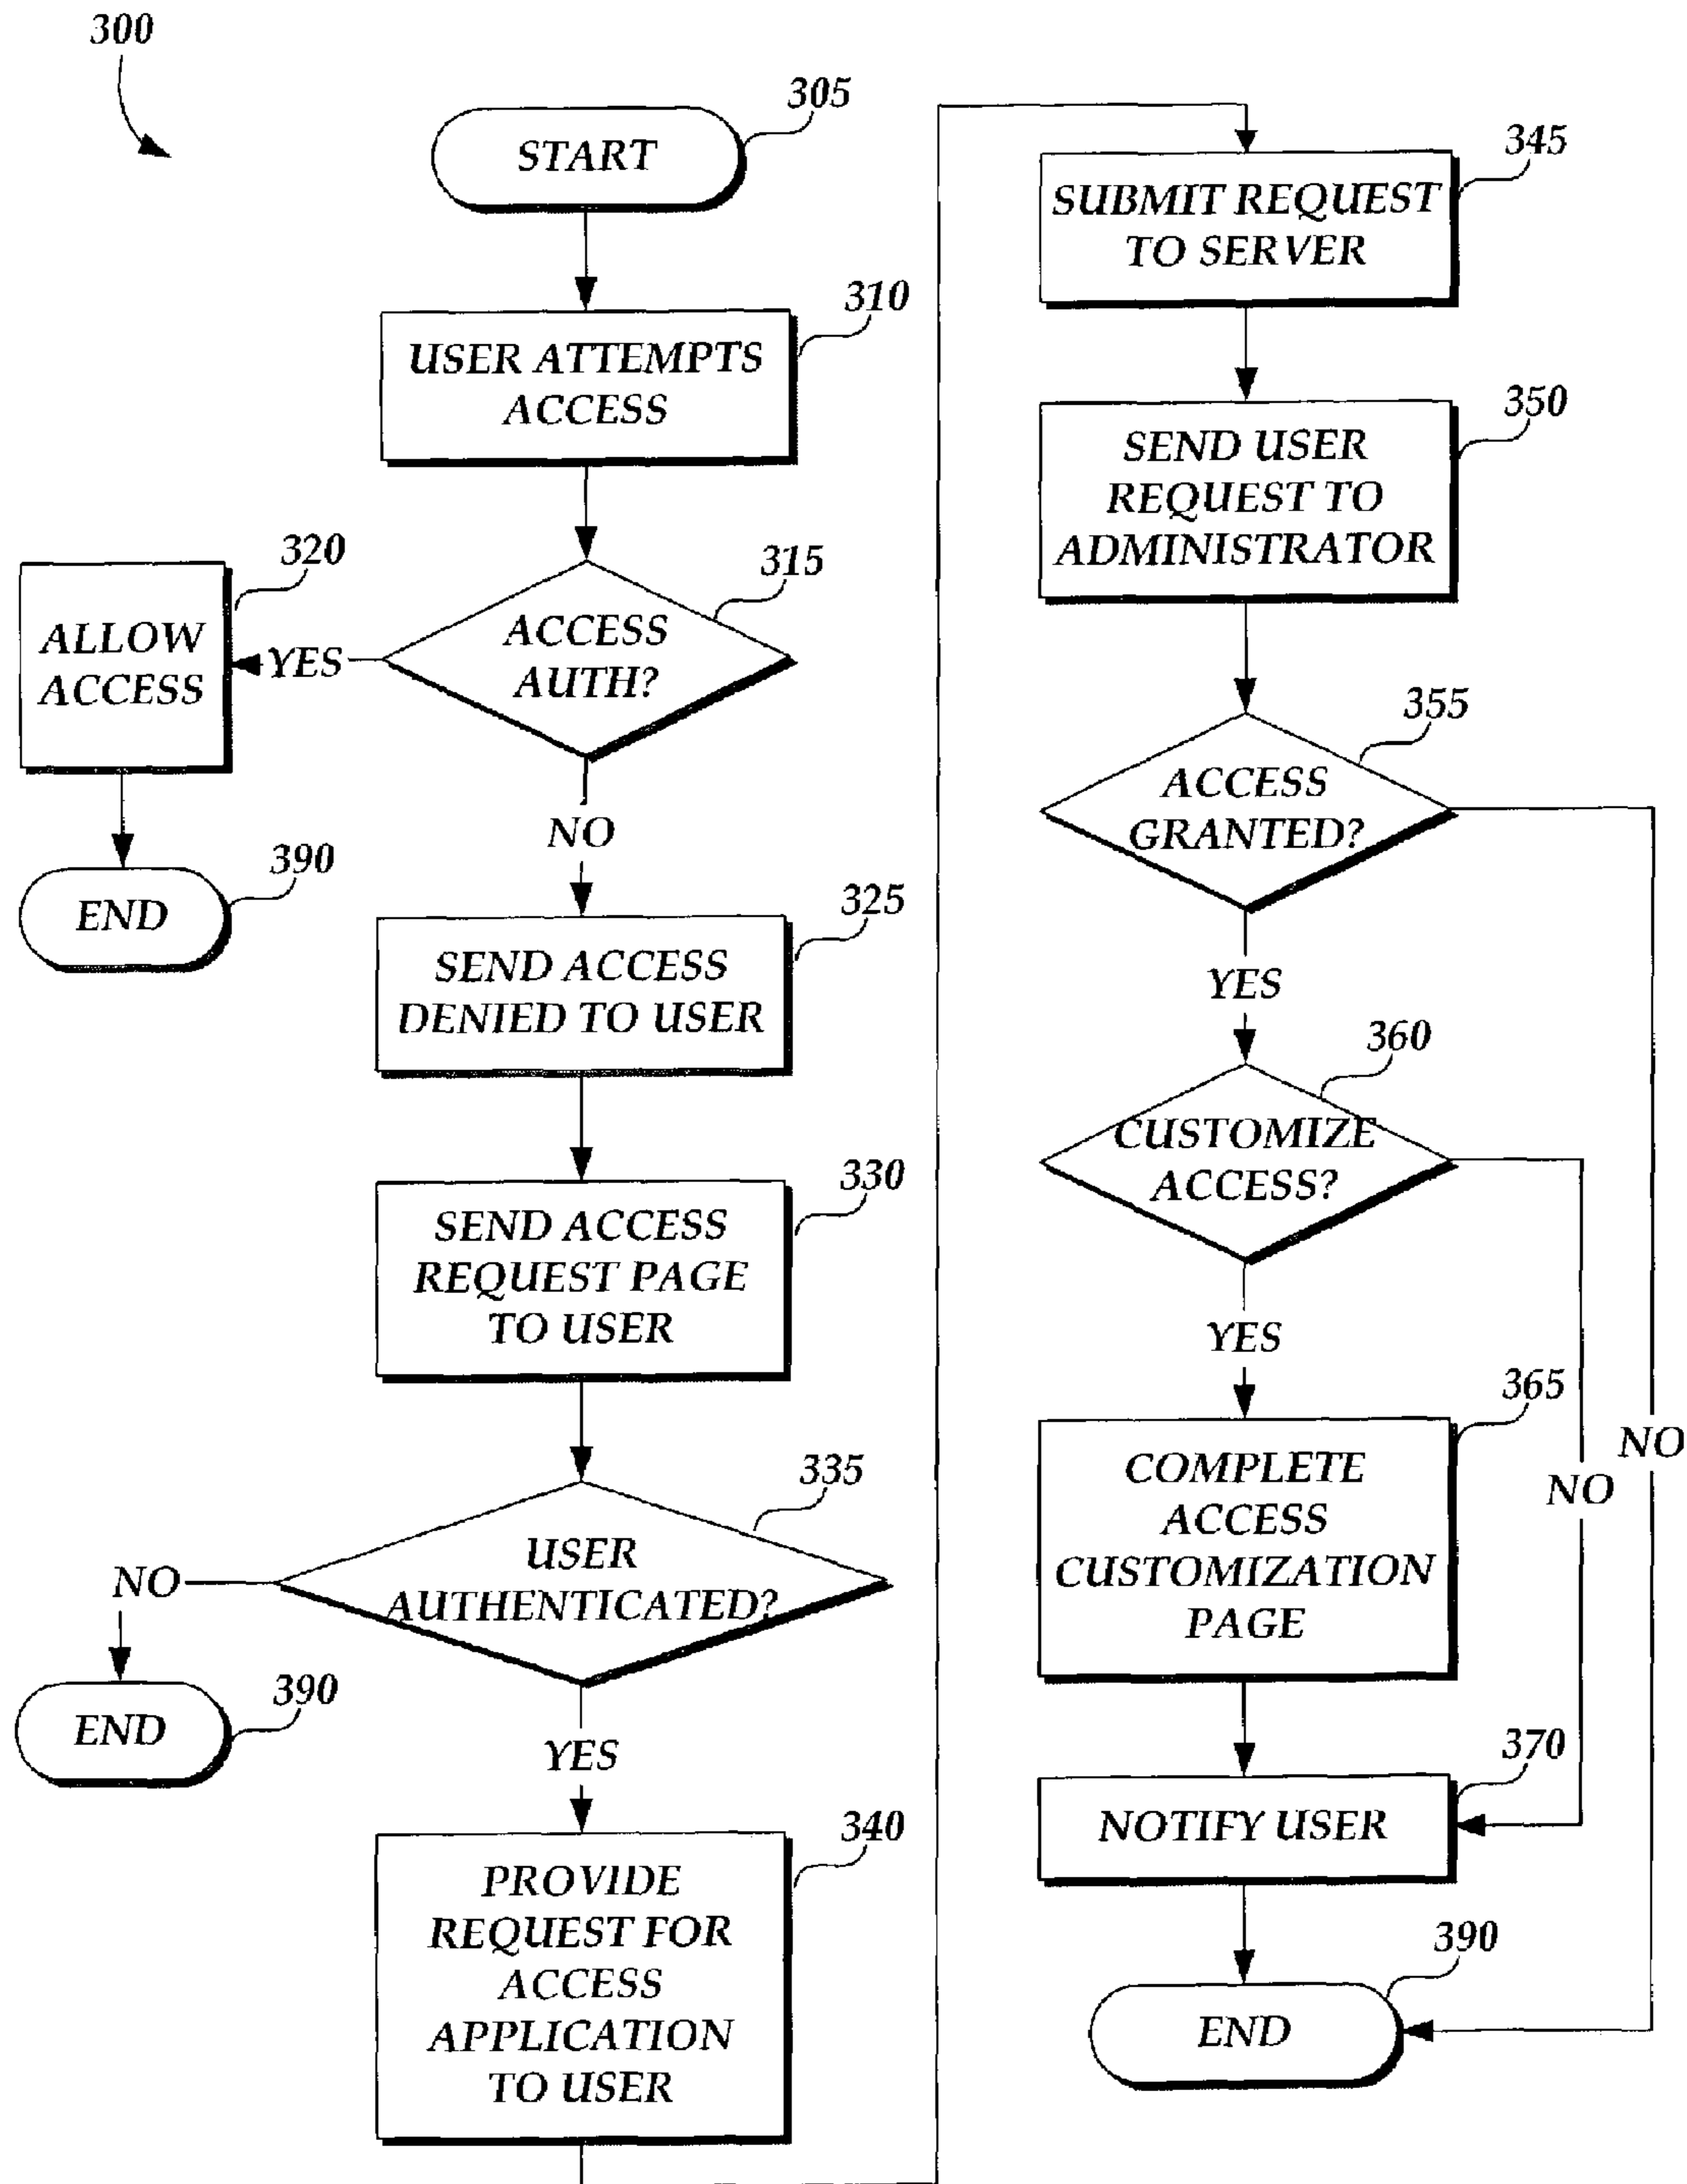 300
305
START
310
USER ATTEMPTS
ACCESS
315
ACCESS
AUTH?
YES
320
ALLOW
ACCESS
390
END
NO
325
SEND ACCESS
DENIED TO USER
330
SEND ACCESS
REQUEST PAGE
TO USER
335
USER
AUTHENTICATED?
NO
390
END
YES
340
PROVIDE
REQUEST FOR
ACCESS
APPLICATION
TO USER
345
SUBMIT REQUEST
TO SERVER
350
SEND USER
REQUEST TO
ADMINISTRATOR
355
ACCESS
GRANTED?
YES
360
CUSTOMIZE
ACCESS?
YES
365
COMPLETE
ACCESS
CUSTOMIZATION
PAGE
NO
NO
370
NOTIFY USER
390
END